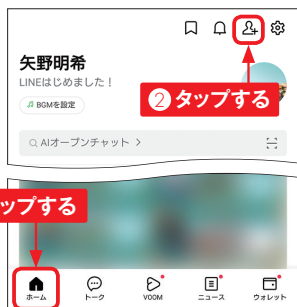 矢野明希
LINEはじめました！
BGMを設定
② タップする
AIオープンチャット >
ップする
ホーム
トーク
VOOM
ニュース
ウォレット